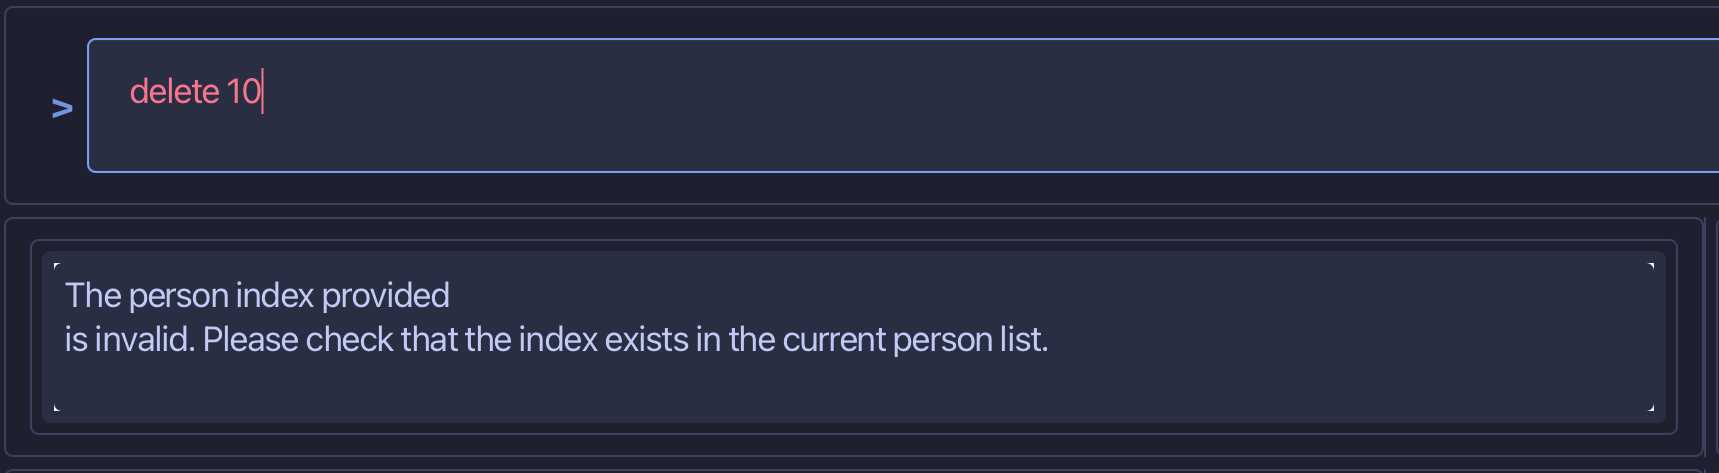 > delete 10
The person index provided
is invalid. Please check that the index exists in the current person list.